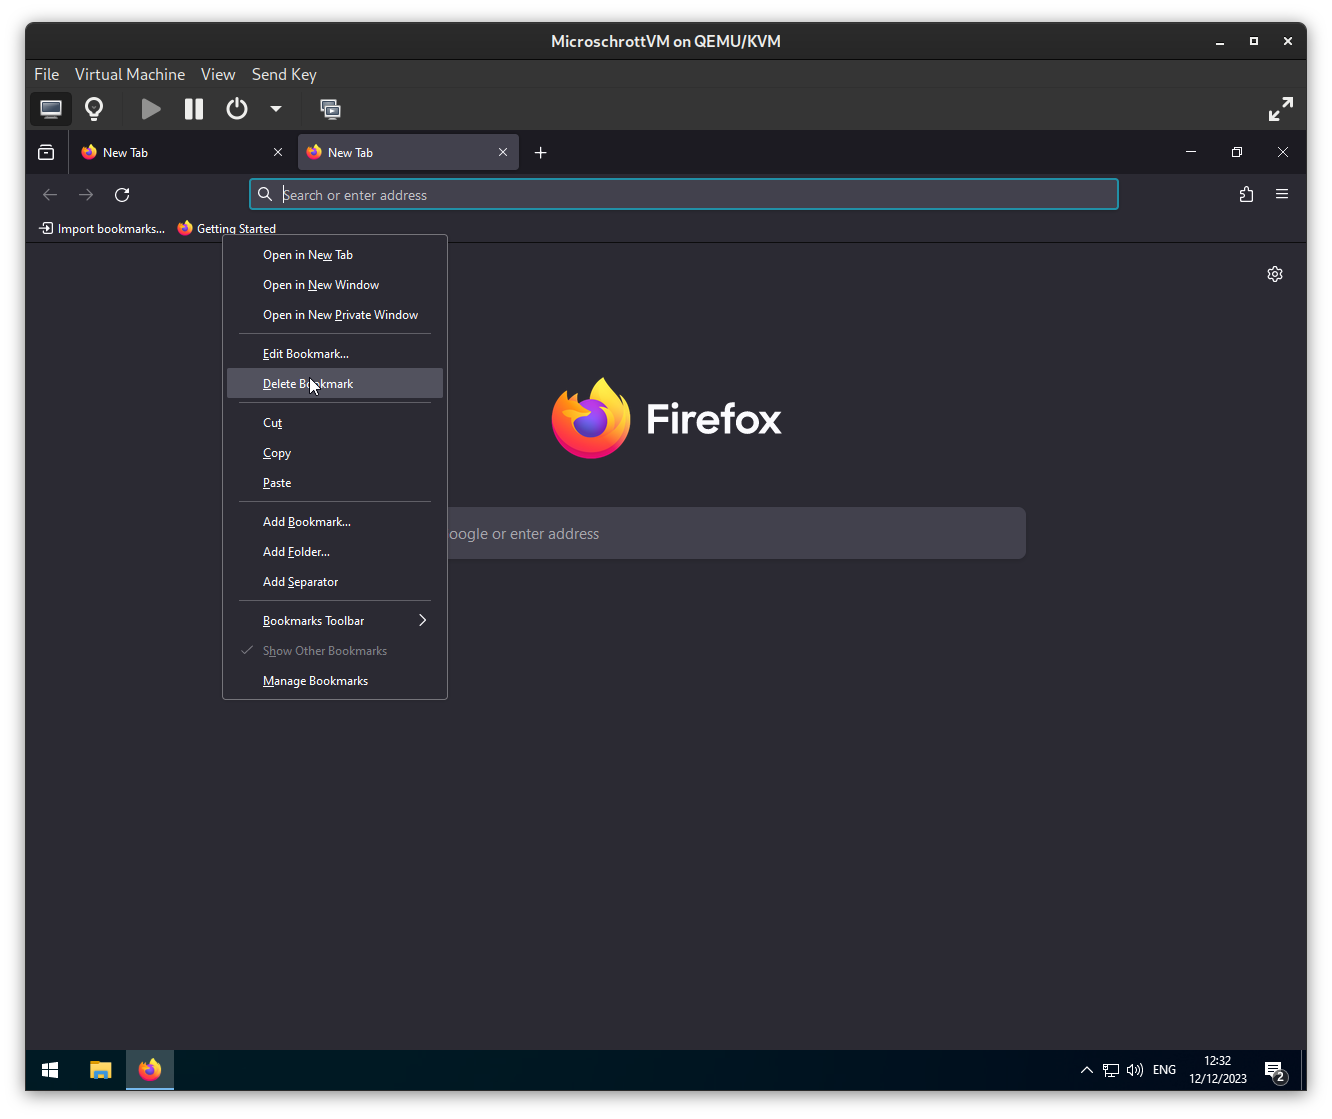 MicroschrottVM on QEMU/KVM
File Virtual Machine View Send Key
New Tab New Tab
Search or enter address
Import bookmarks... Getting Started
Open in New Tab
Open in New Window
Open in New Private Window
Edit Bookmark...
Delete Bookmark
Cut
Copy
Paste
Add Bookmark...
Add Folder...
Add Separator
Bookmarks Toolbar
Show Other Bookmarks
Manage Bookmarks
Firefox
oogle or enter address
ENG
12:32
12/12/2023
2